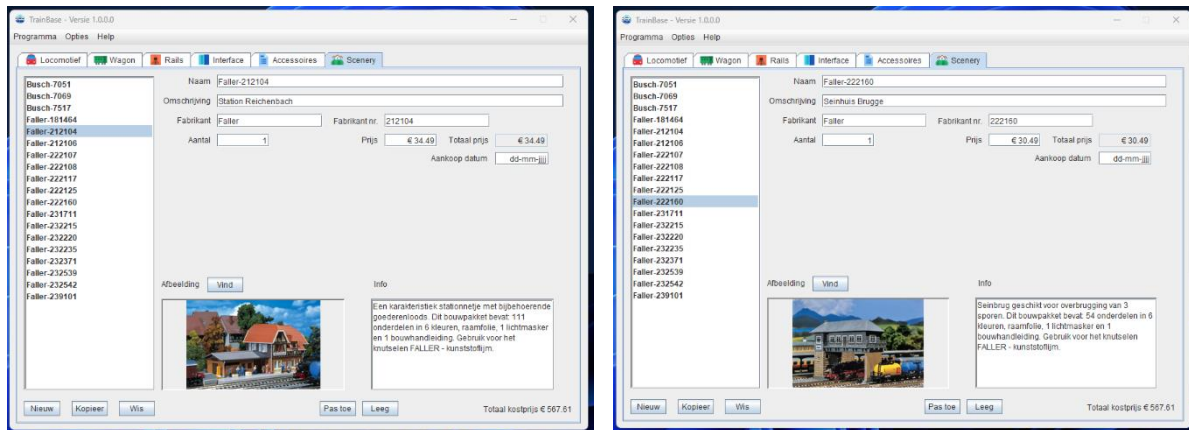 TrainBase - Versie 1.0.0.0
Programma Opties Help
Locomotief Wagon Rails Interface Accessoires Scenery
Busch-7051
Busch-7069
Busch-7517
Faller-181464
Faller-212104
Faller-212106
Faller-222107
Faller-222108
Faller-222117
Faller-222125
Faller-222160
Faller-231711
Faller-232215
Faller-232220
Faller-232235
Faller-232371
Faller-232539
Faller-232542
Faller-239101
Naam Faller-212104
Omschrijving Station Reichenbach
Fabrikant Faller Fabrikant nr. 212104
Aantal 1 Prijs € 34.49 Totaal prijs € 34.49
Aankoop datum dd-mm-jjjj
Afbeelding Vind Info
Een karakteristiek stationnetje met bijbehoerende
goederenloods. Dit bouwpakket bevat: 111
onderdelen in 6 kleuren, raamfolie, 1 lichtmasker
en 1 bouwhandleiding. Gebruik voor het
knutselen FALLER - kunststoflijm.
Nieuw Kopieer Wis Pas toe Leeg Totaal kostprijs € 567.61
TrainBase - Versie 1.0.0.0
Programma Opties Help
Locomotief Wagon Rails Interface Accessoires Scenery
Busch-7051
Busch-7069
Busch-7517
Faller-181464
Faller-212104
Faller-212106
Faller-222107
Faller-222108
Faller-222117
Faller-222125
Faller-222160
Faller-231711
Faller-232215
Faller-232220
Faller-232235
Faller-232371
Faller-232539
Faller-232542
Faller-239101
Naam Faller-222160
Omschrijving Seinhuis Brugge
Fabrikant Faller Fabrikant nr. 222160
Aantal 1 Prijs € 30.49 Totaal prijs € 30.49
Aankoop datum dd-mm-jjjj
Afbeelding Vind Info
Seinbrug geschikt voor overbrugging van 3
sporen. Dit bouwpakket bevat: 54 onderdelen in 6
kleuren, raamfolie, 1 lichtmasker en 1
bouwhandleiding. Gebruik voor het knutselen
FALLER - kunststoflijm.
Nieuw Kopieer Wis Pas toe Leeg Totaal kostprijs € 567.61